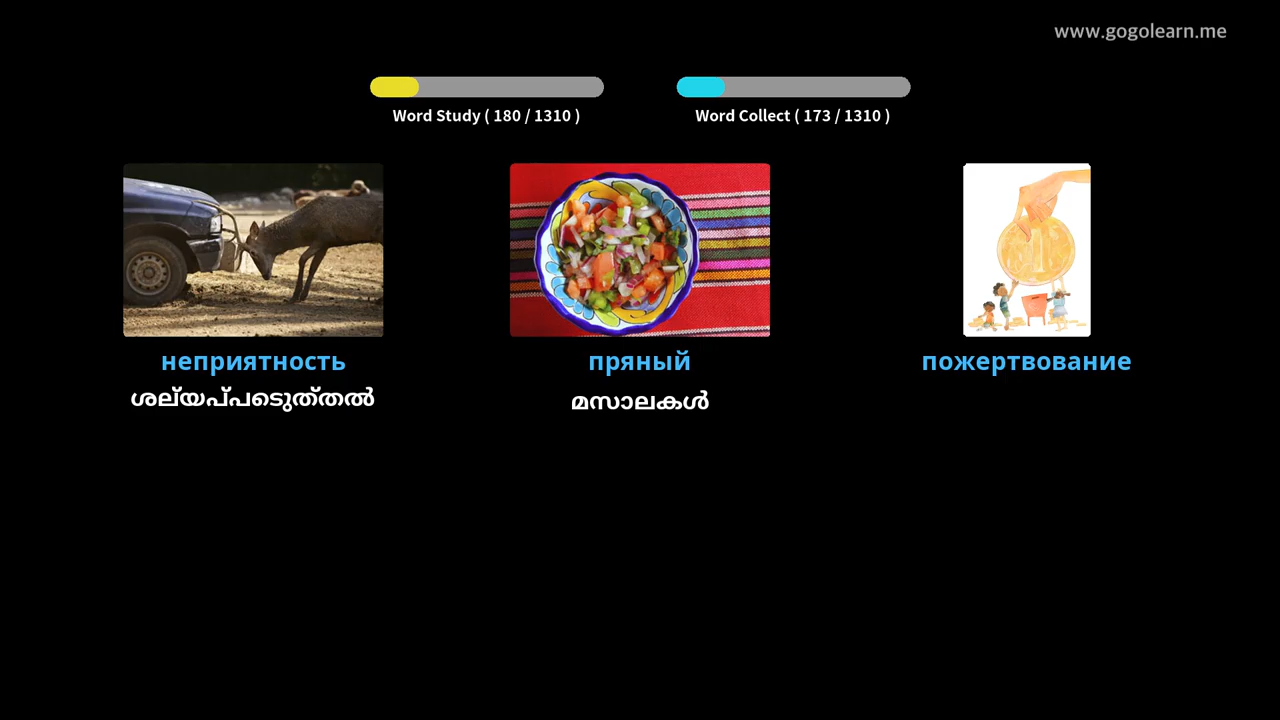 www.gogolearn.me
Word Study ( 180 / 1310 )
Word Collect ( 173 / 1310 )
неприятность
пряный
пожертвование
ശല്യപ്പടെുത്തൽ
മസാലകൾ